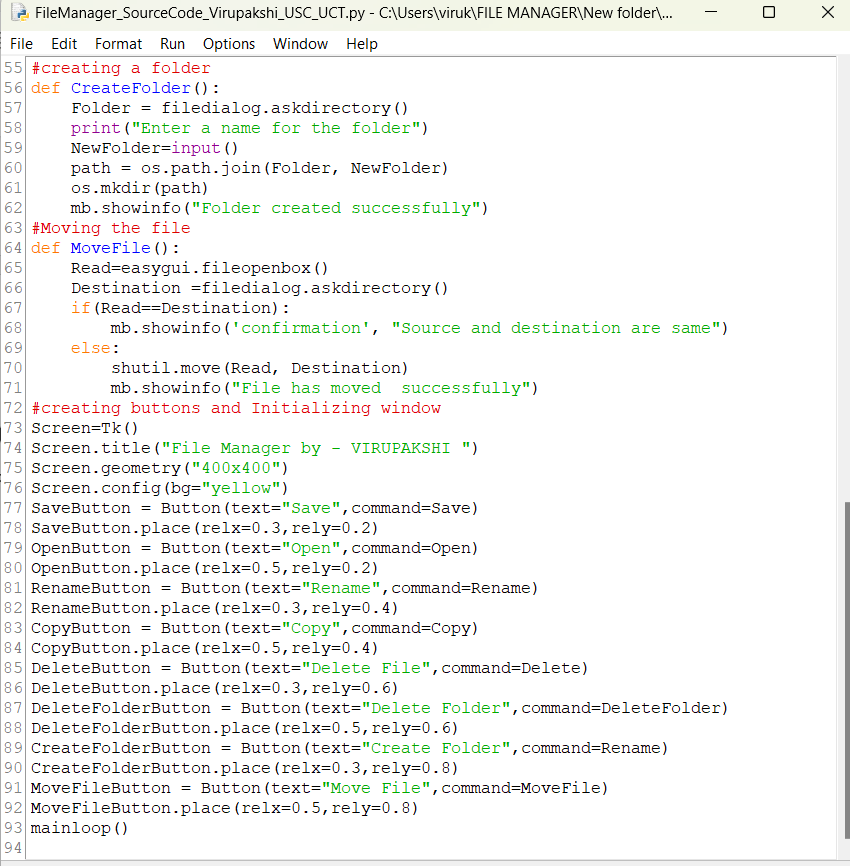 FileManager_SourceCode_Virupakshi_USC_UCT.py - C:\Users\viruk\FILE MANAGER\New folder\...
File Edit Format Run Options Window Help
55 #creating a folder
56 def CreateFolder():
57     Folder = filedialog.askdirectory()
58     print("Enter a name for the folder")
59     NewFolder=input()
60     path = os.path.join(Folder, NewFolder)
61     os.mkdir(path)
62     mb.showinfo("Folder created successfully")
63 #Moving the file
64 def MoveFile():
65     Read=easygui.fileopenbox()
66     Destination =filedialog.askdirectory()
67     if(Read==Destination):
68         mb.showinfo('confirmation', "Source and destination are same")
69     else:
70         shutil.move(Read, Destination)
71         mb.showinfo("File has moved  successfully")
72 #creating buttons and Initializing window
73 Screen=Tk()
74 Screen.title("File Manager by - VIRUPAKSHI ")
75 Screen.geometry("400x400")
76 Screen.config(bg="yellow")
77 SaveButton = Button(text="Save",command=Save)
78 SaveButton.place(relx=0.3,rely=0.2)
79 OpenButton = Button(text="Open",command=Open)
80 OpenButton.place(relx=0.5,rely=0.2)
81 RenameButton = Button(text="Rename",command=Rename)
82 RenameButton.place(relx=0.3,rely=0.4)
83 CopyButton = Button(text="Copy",command=Copy)
84 CopyButton.place(relx=0.5,rely=0.4)
85 DeleteButton = Button(text="Delete File",command=Delete)
86 DeleteButton.place(relx=0.3,rely=0.6)
87 DeleteFolderButton = Button(text="Delete Folder",command=DeleteFolder)
88 DeleteFolderButton.place(relx=0.5,rely=0.6)
89 CreateFolderButton = Button(text="Create Folder",command=Rename)
90 CreateFolderButton.place(relx=0.3,rely=0.8)
91 MoveFileButton = Button(text="Move File",command=MoveFile)
92 MoveFileButton.place(relx=0.5,rely=0.8)
93 mainloop()
94